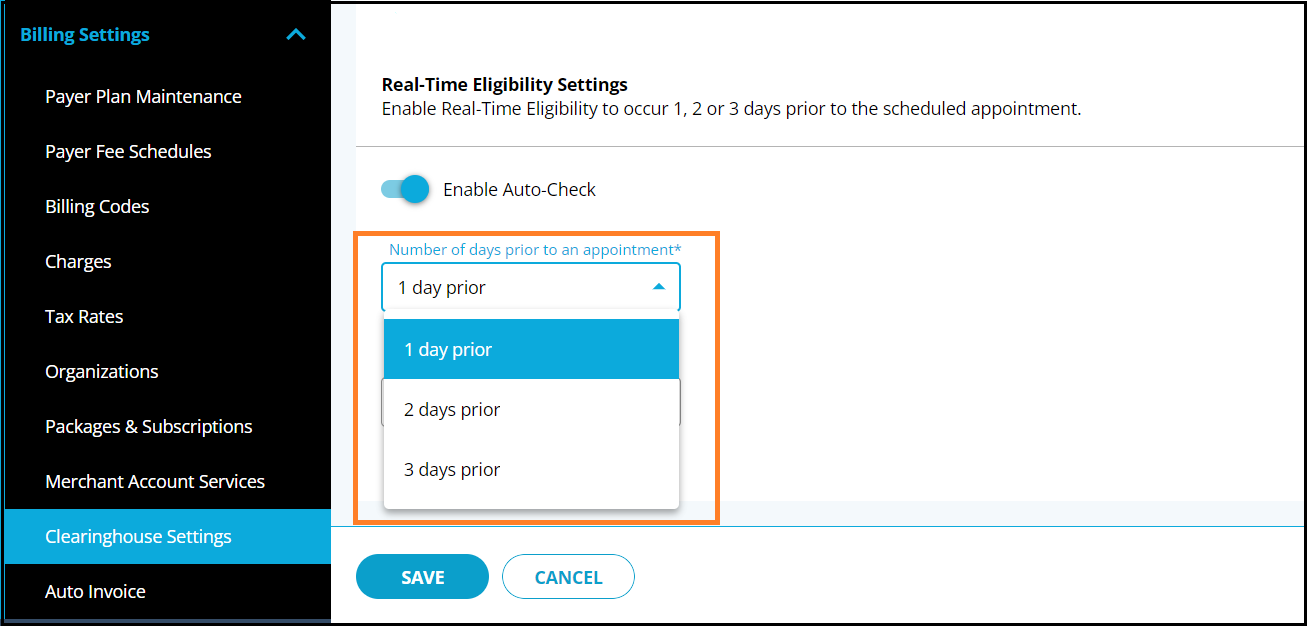 Billing Settings
Payer Plan Maintenance
Payer Fee Schedules
Billing Codes
Charges
Tax Rates
Organizations
Packages & Subscriptions
Merchant Account Services
Clearinghouse Settings
Auto Invoice
Real-Time Eligibility Settings
Enable Real-Time Eligibility to occur 1, 2 or 3 days prior to the scheduled appointment.
Enable Auto-Check
Number of days prior to an appointment*
1 day prior
1 day prior
2 days prior
3 days prior
SAVE
CANCEL